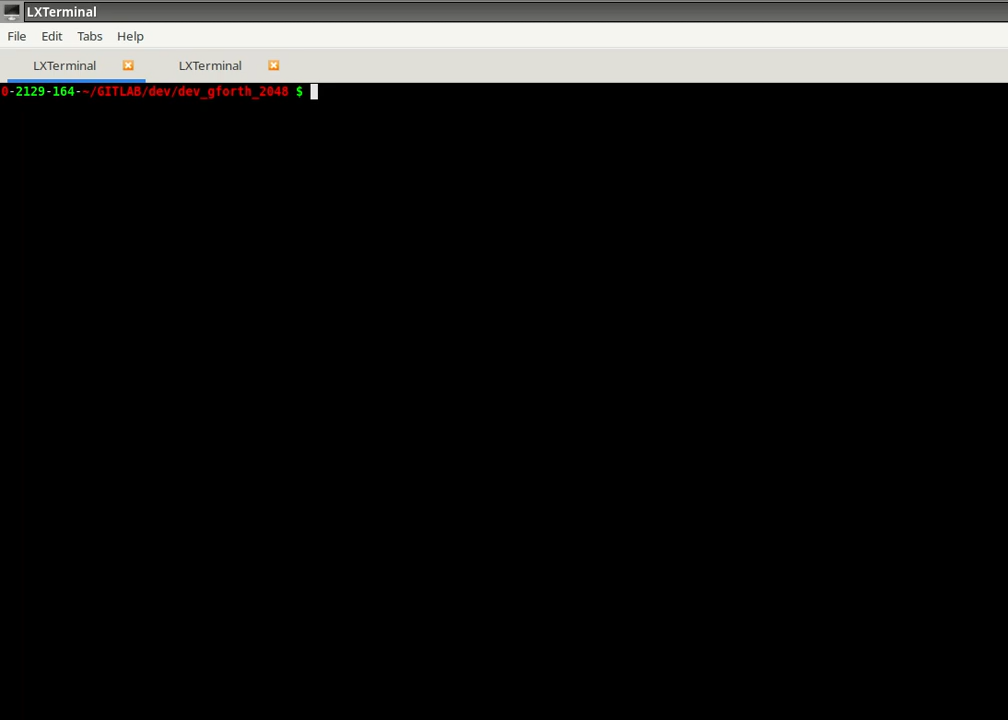 LXTerminal
File Edit Tabs Help
LXTerminal LXTerminal
0-2129-164-~/GITLAB/dev/dev_gforth_2048 $